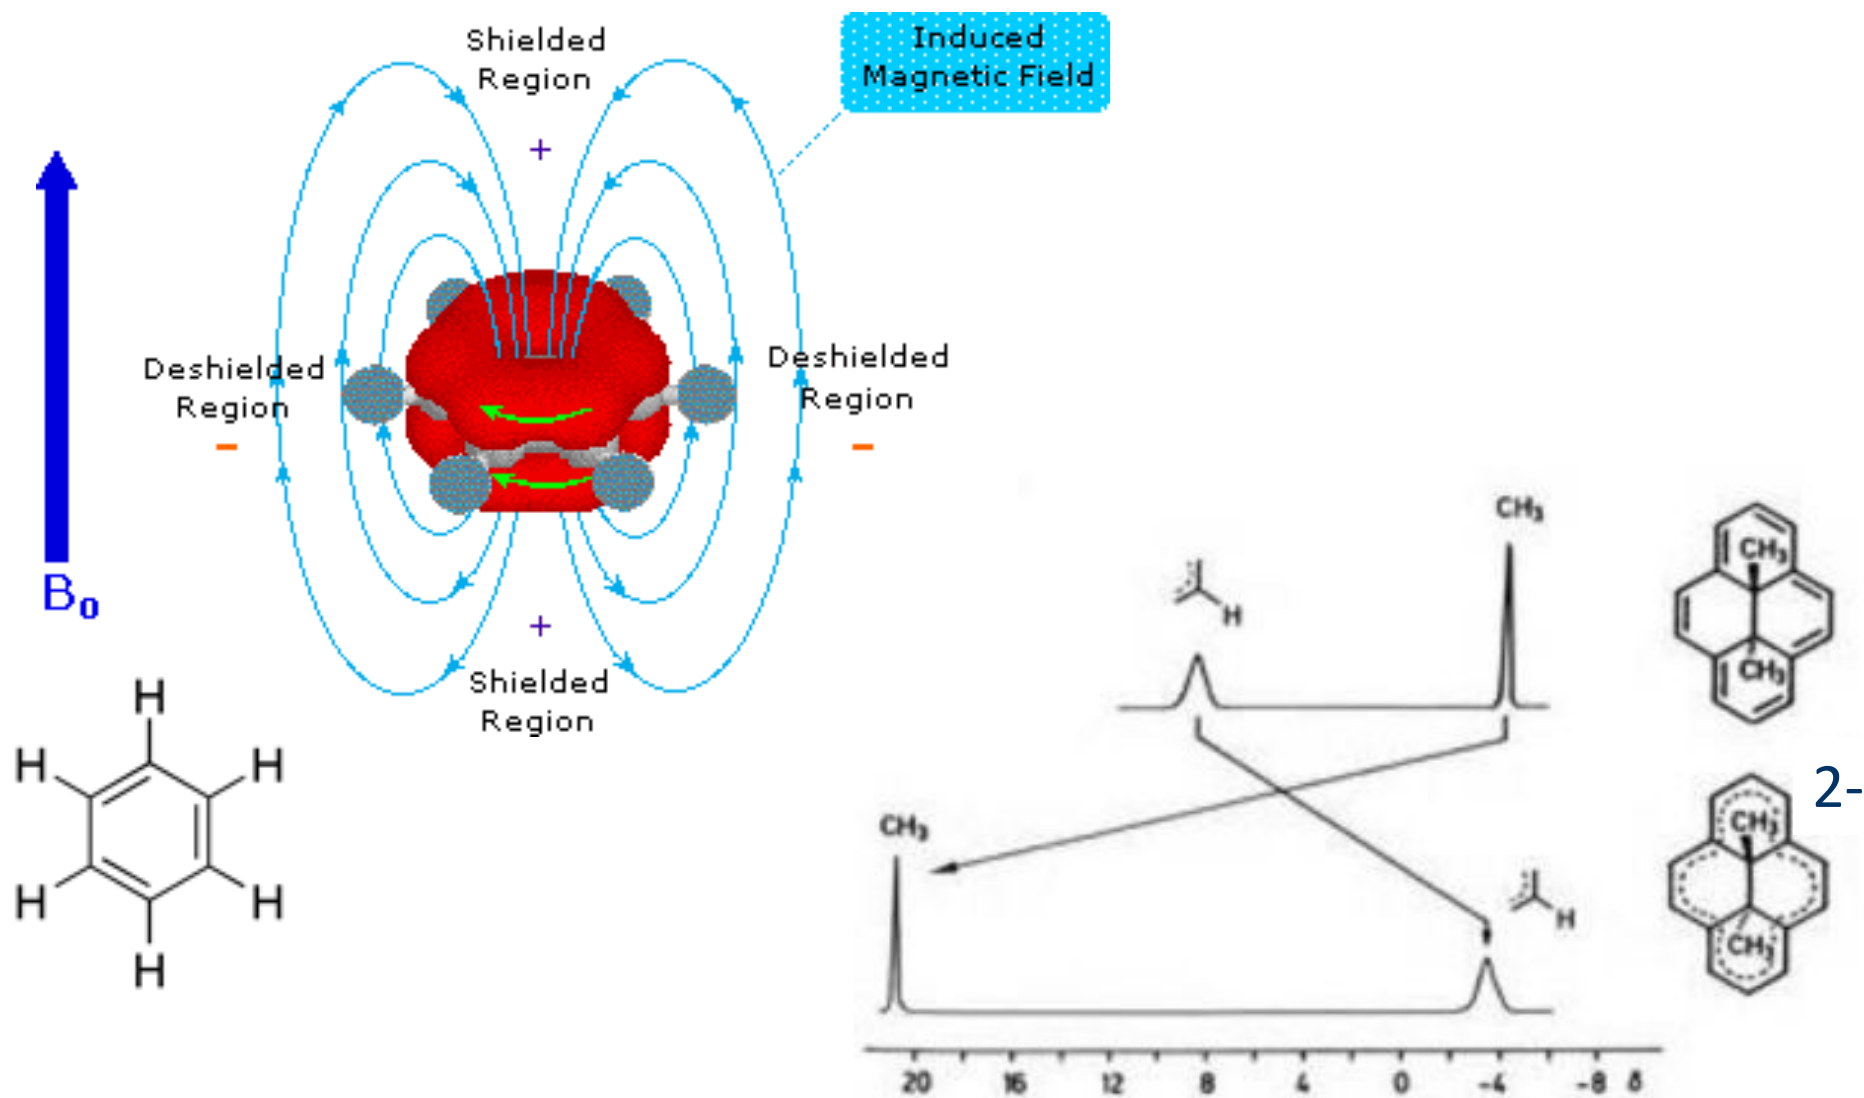 Shielded
Region
Induced
Magnetic Field
+
B₀
Deshielded
Region
-
Deshielded
Region
-
+
Shielded
Region
H
H
H
H
H
H
CH₃
H
CH₃
CH₃
2-
CH₃
CH₃
CH₃
H
20 16 12 8 4 0 -4 -8 δ